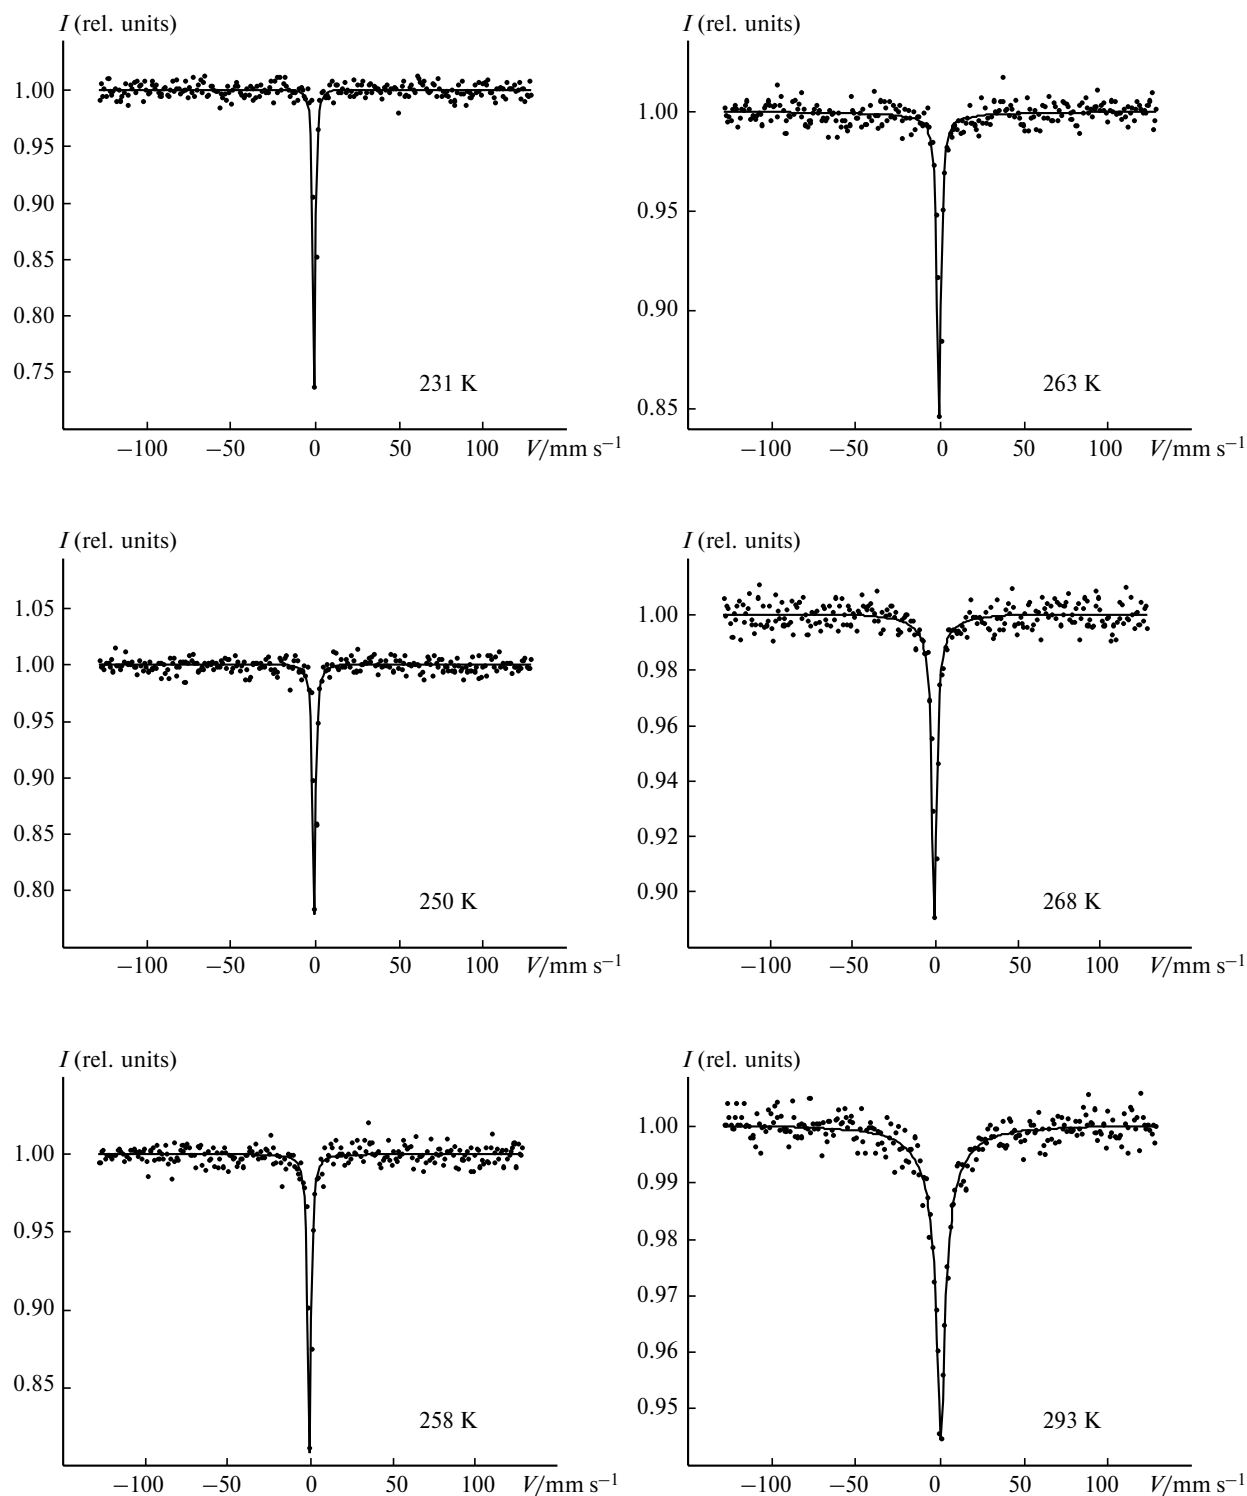 I (rel. units)
1.00
0.95
0.90
0.85
0.80
0.75
231 K
−100 −50 0 50 100 V/mm s−1
I (rel. units)
1.00
0.95
0.90
0.85
263 K
−100 −50 0 50 100 V/mm s−1
I (rel. units)
1.05
1.00
0.95
0.90
0.85
0.80
250 K
−100 −50 0 50 100 V/mm s−1
I (rel. units)
1.00
0.98
0.96
0.94
0.92
0.90
268 K
−100 −50 0 50 100 V/mm s−1
I (rel. units)
1.00
0.95
0.90
0.85
258 K
−100 −50 0 50 100 V/mm s−1
I (rel. units)
1.00
0.99
0.98
0.97
0.96
0.95
293 K
−100 −50 0 50 100 V/mm s−1